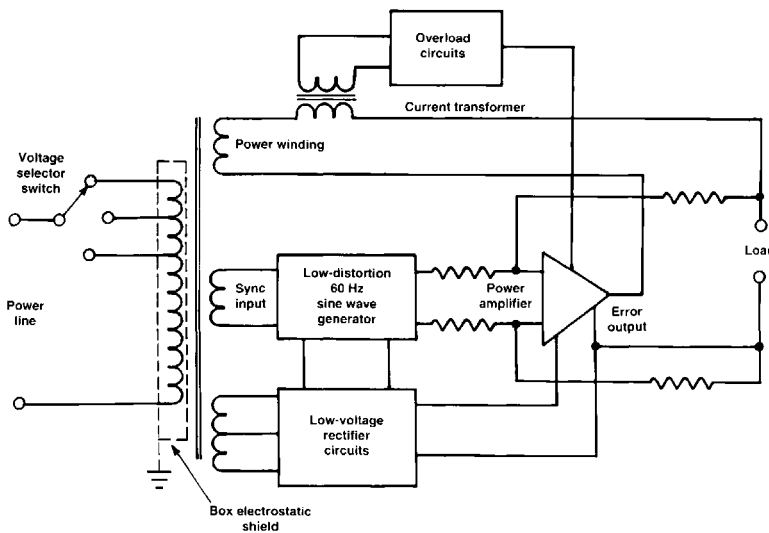 Overload
circuits
Current transformer
Power winding
Voltage
selector
switch
Sync
input
Low-distortion
60 Hz
sine wave
generator
Power
amplifier
Error
output
Load
Power
line
Low-voltage
rectifier
circuits
Box electrostatic
shield